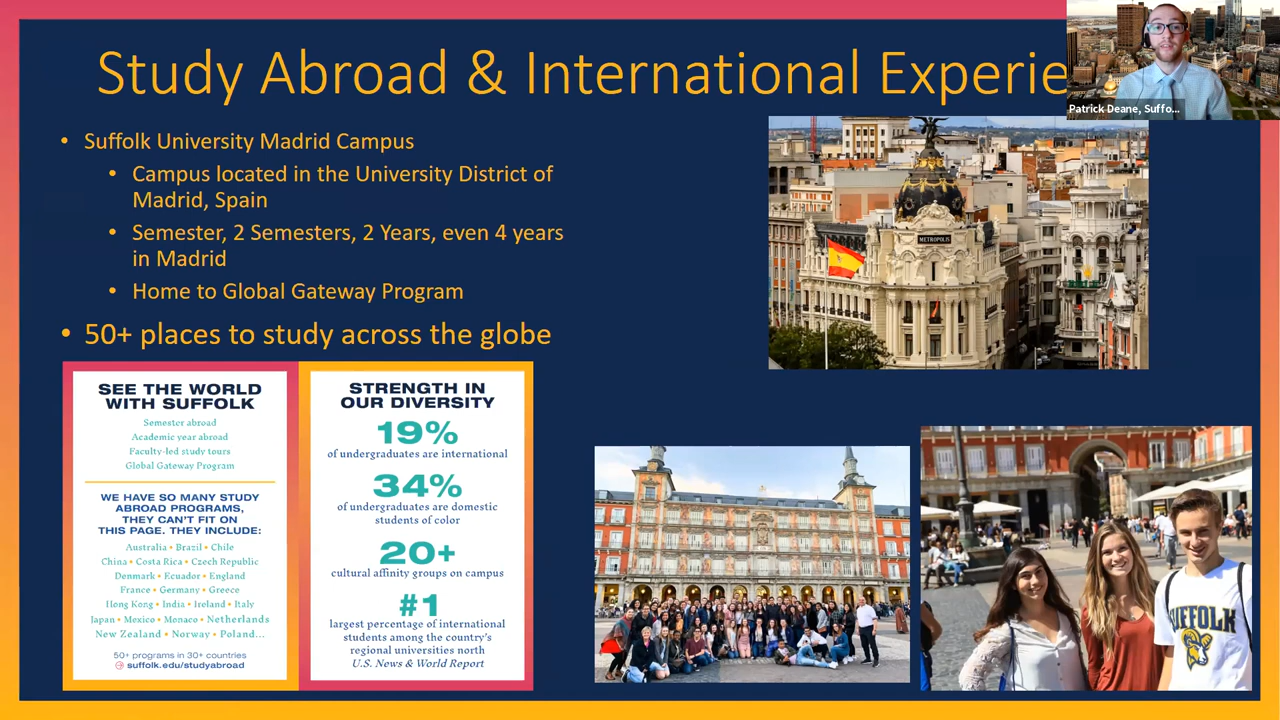 Study Abroad & International Experie
Patrick Deane, Suffo...
• Suffolk University Madrid Campus
• Campus located in the University District of
Madrid, Spain
• Semester, 2 Semesters, 2 Years, even 4 years
in Madrid
• Home to Global Gateway Program
• 50+ places to study across the globe
METROPOLIS
SEE THE WORLD
WITH SUFFOLK
Semester abroad
Academic year abroad
Faculty-led study tours
Global Gateway Program
WE HAVE SO MANY STUDY
ABROAD PROGRAMS,
THEY CAN'T FIT ON
THIS PAGE. THEY INCLUDE:
Australia • Brazil • Chile
China • Costa Rica • Czech Republic
Denmark • Ecuador • England
France • Germany • Greece
Hong Kong • India • Ireland • Italy
Japan • Mexico • Monaco • Netherlands
New Zealand • Norway • Poland...
50+ programs in 30+ countries
suffolk.edu/studyabroad
STRENGTH IN
OUR DIVERSITY
19%
of undergraduates are international
34%
of undergraduates are domestic
students of color
20+
cultural affinity groups on campus
#1
largest percentage of international
students among the country's
regional universities north
U.S. News & World Report
SUFFOLK